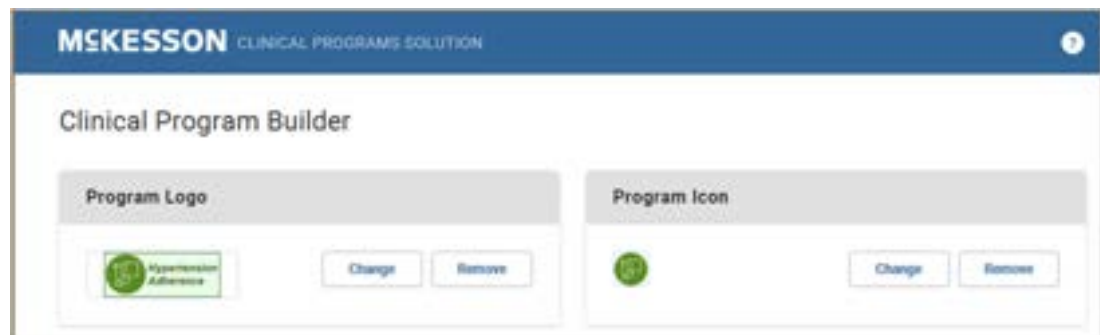 MCKESSON CLINICAL PROGRAMS SOLUTION
?
Clinical Program Builder
Program Logo
Program Icon
Hypertension
Adherence
Change
Remove
Change
Remove